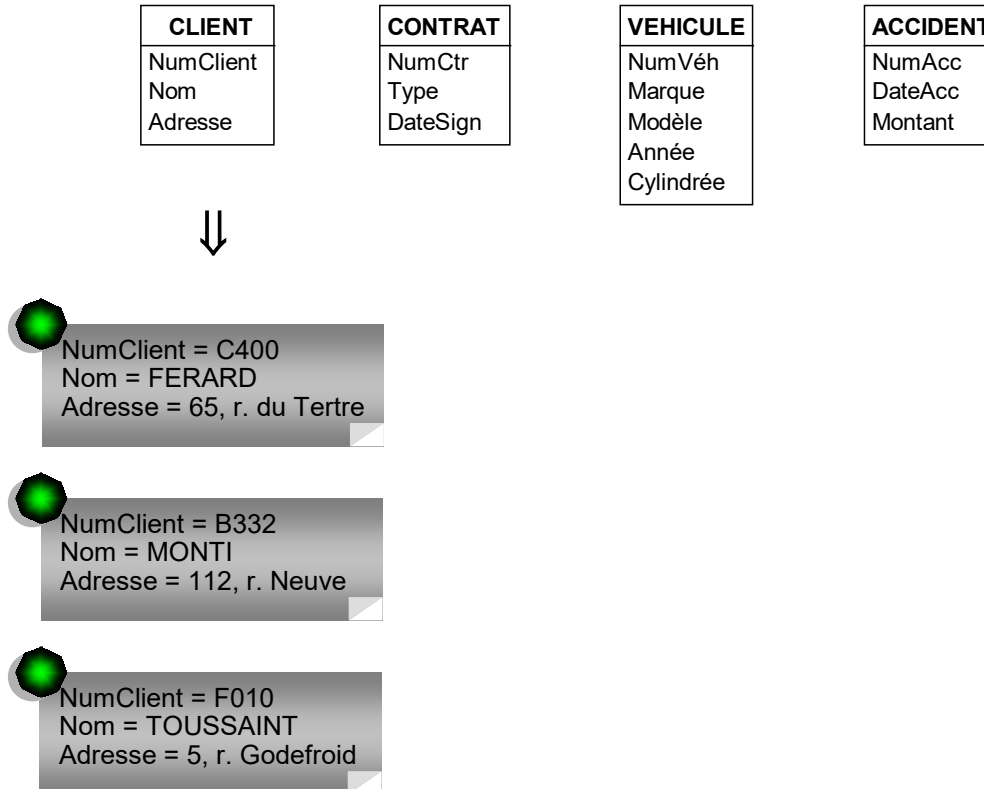 CLIENT
NumClient
Nom
Adresse
CONTRAT
NumCtr
Type
DateSign
VEHICULE
NumVéh
Marque
Modèle
Année
Cylindrée
ACCIDENT
NumAcc
DateAcc
Montant
⇓
NumClient = C400
Nom = FERARD
Adresse = 65, r. du Tertre
NumClient = B332
Nom = MONTI
Adresse = 112, r. Neuve
NumClient = F010
Nom = TOUSSAINT
Adresse = 5, r. Godefroid